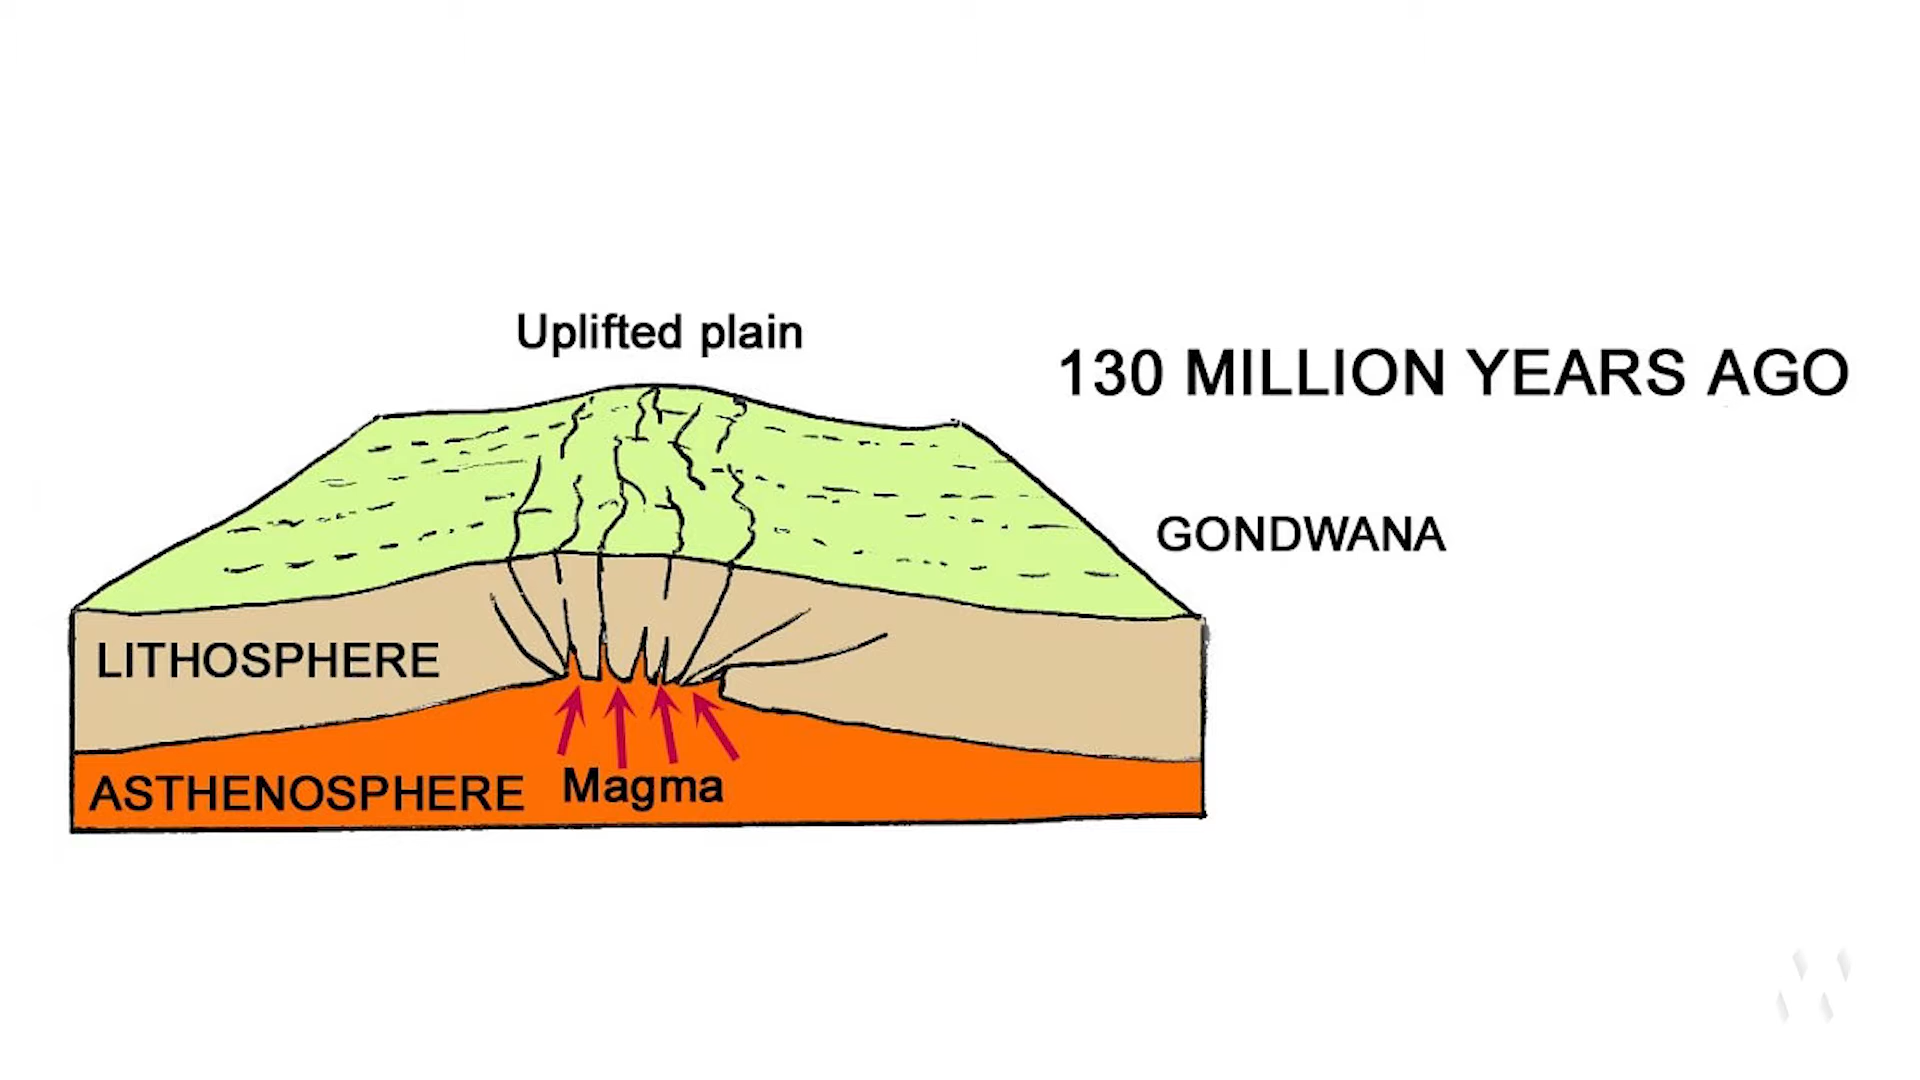 Uplifted plain
130 MILLION YEARS AGO
GONDWANA
LITHOSPHERE
ASTHENOSPHERE
Magma